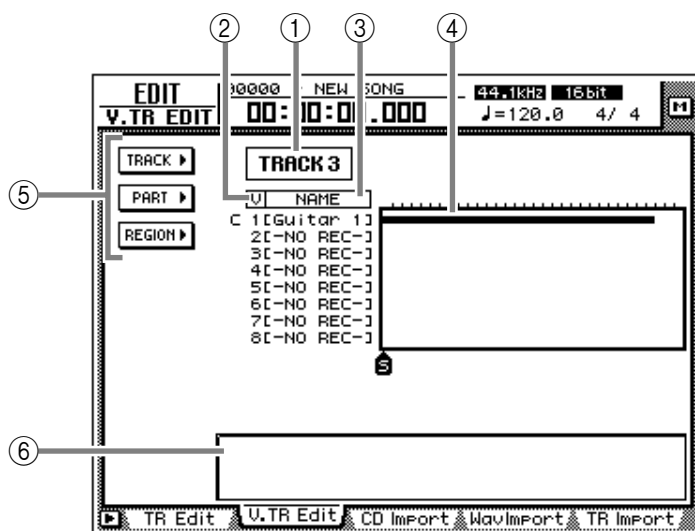 ② ① ③ ④
EDIT 00000 NEW SONG 44.1kHz 16bit
V.TR EDIT 00:00:00.000 ♩=120.0 4/ 4 M
⑤
TRACK ▶ TRACK 3
PART ▶ V NAME
C 1[Guitar 1]
REGION ▶ 2[-NO REC-]
3[-NO REC-]
4[-NO REC-]
5[-NO REC-]
6[-NO REC-]
7[-NO REC-]
8[-NO REC-]
S
⑥
TR Edit V.TR Edit CD Import WavImport TR Import